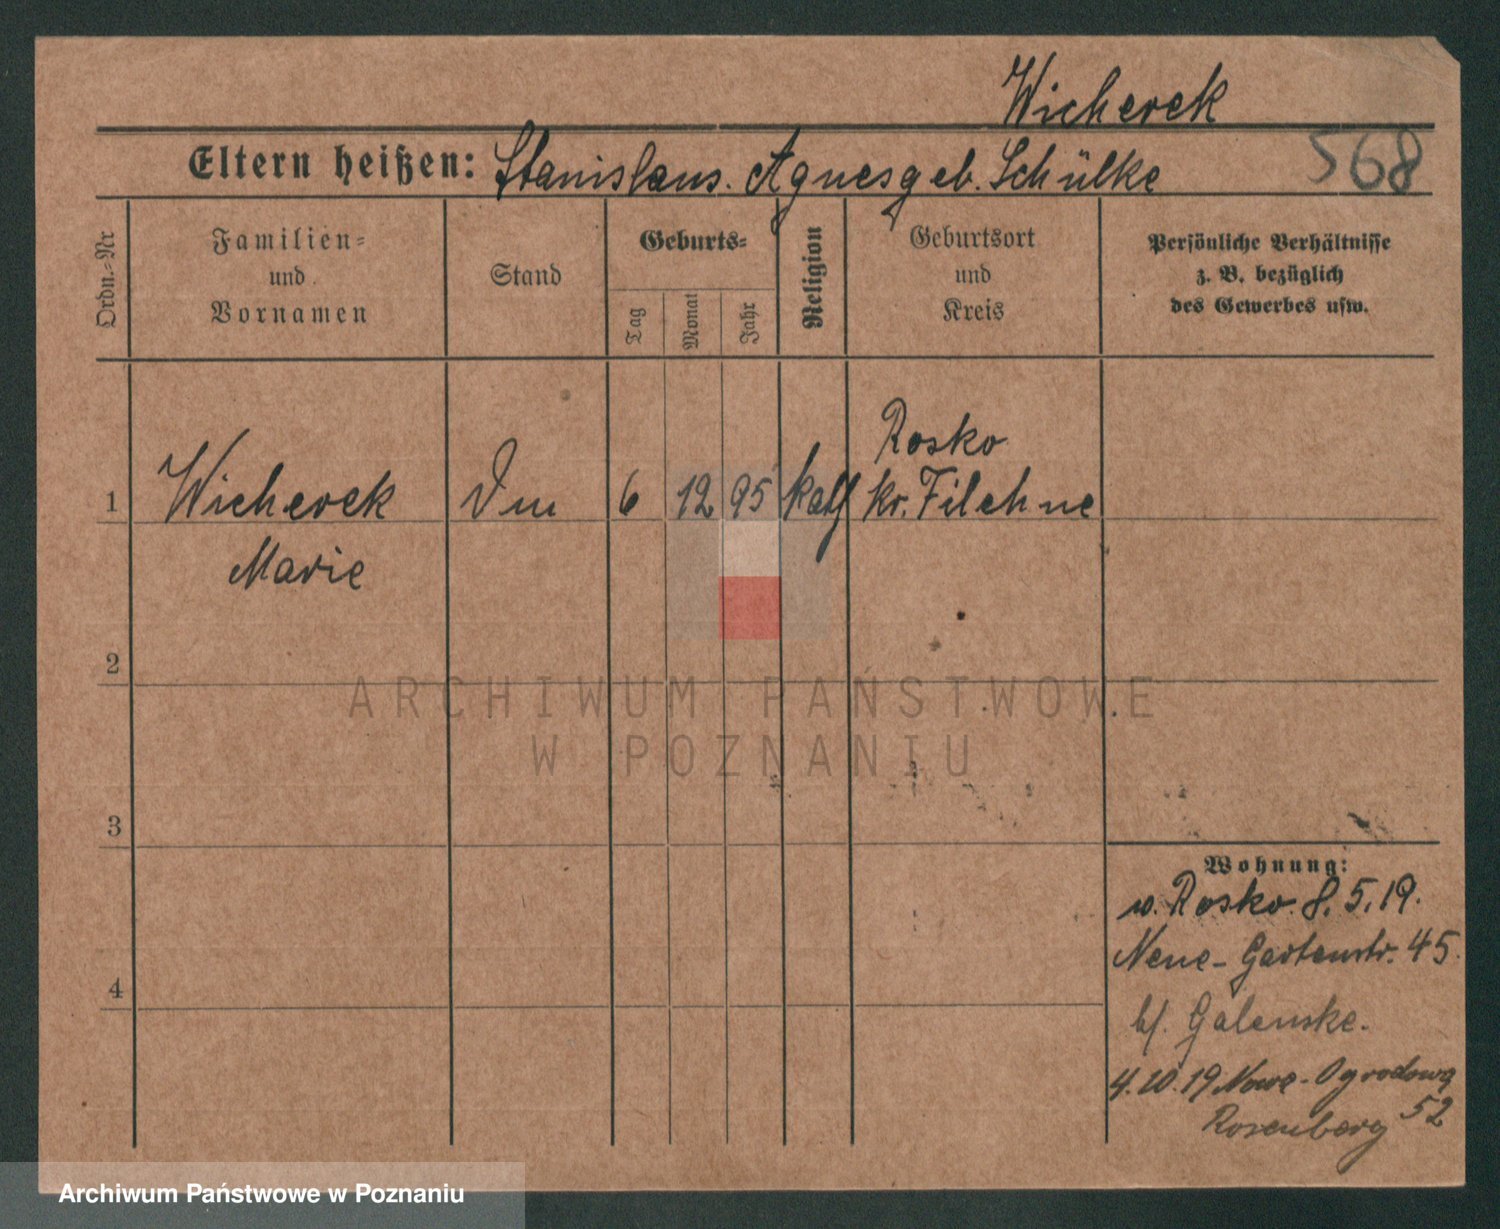 Wicherek
Eltern heißen: Stanislaus. Agnes geb. Schülke 568
Ordn.=Nr
Familien=
und
Vornamen
Stand
Geburts=
Tag
Monat
Jahr
Religion
Geburtsort
und
Kreis
Persönliche Verhältnisse
z. B. bezüglich
des Gewerbes usw.
Rosko
1 Wicherek 6 12 95 kath kr. Filehne
Marie
2
ARCHIWUM PAŃSTWOWE
W POZNANIU
3
Wohnung:
w. Rosko. 8. 5. 19.
Neue-Gartenstr. 45.
b/. Galenske.
4
4.10.19 Nowa-Ogrodowa
52
Rosenberg
Archiwum Państwowe w Poznaniu